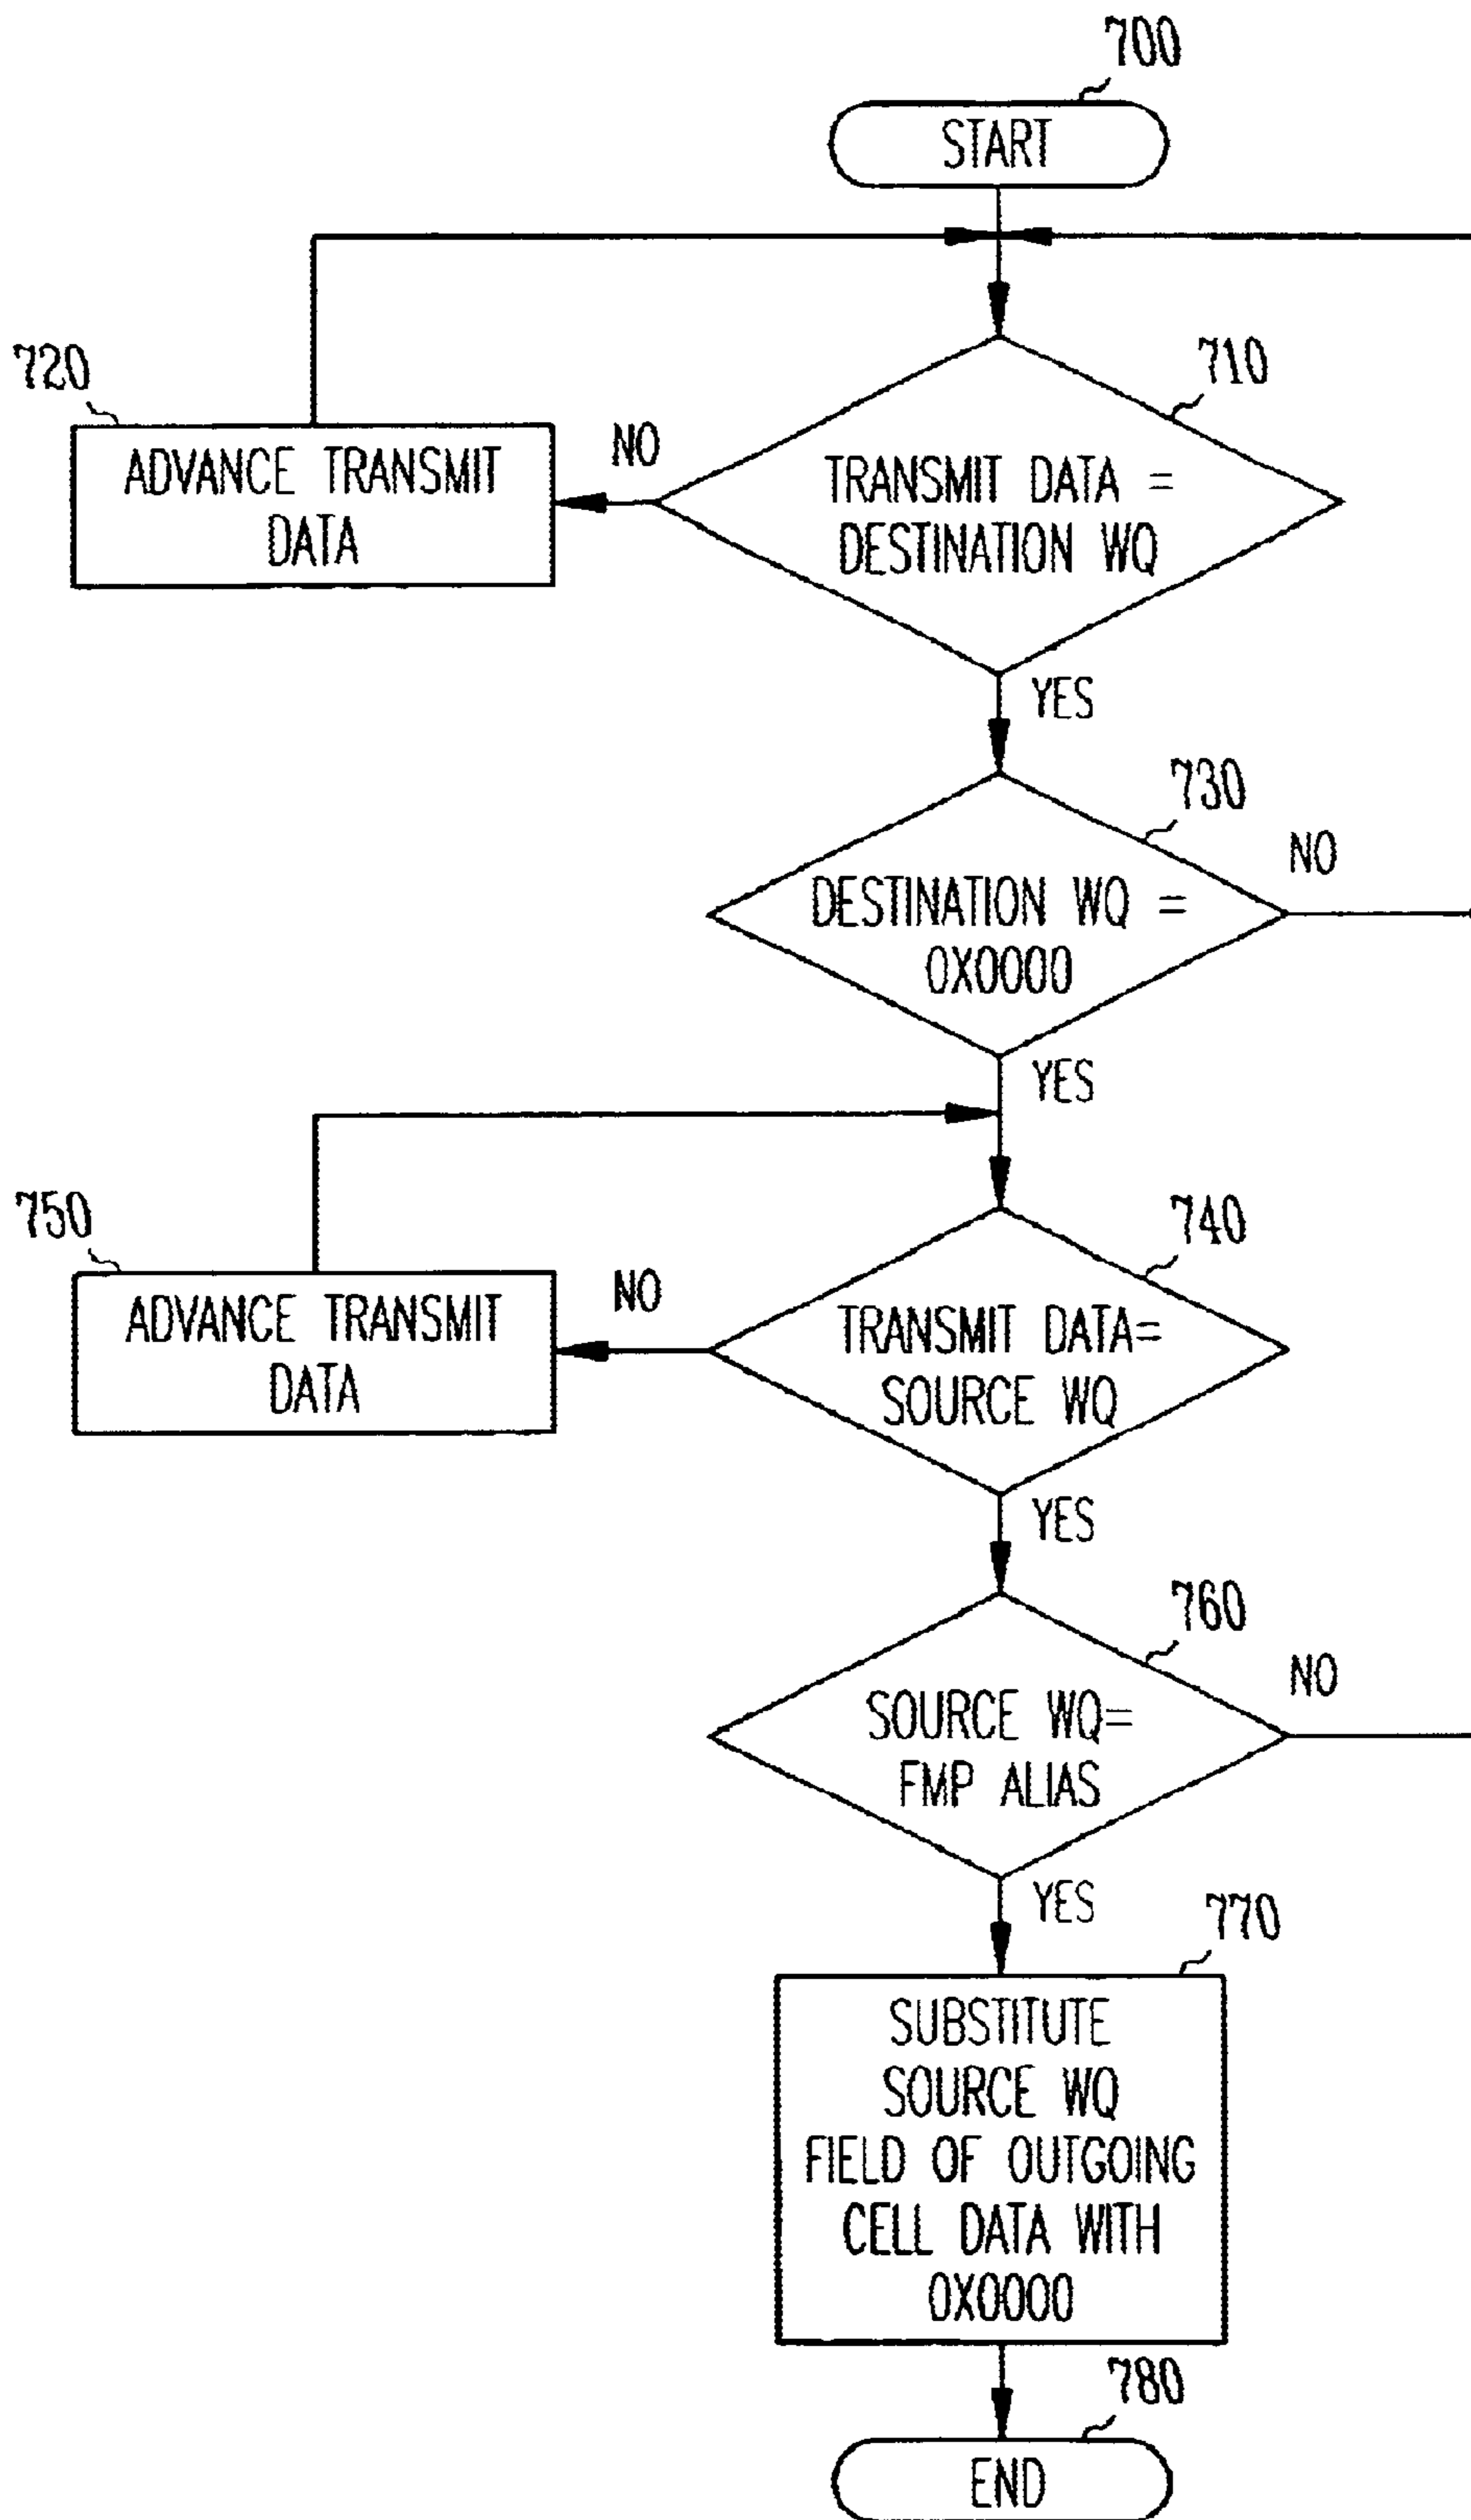 700
START
720
710
ADVANCE TRANSMIT
DATA
NO
TRANSMIT DATA =
DESTINATION WQ
YES
730
NO
DESTINATION WQ =
0X0000
YES
750
740
ADVANCE TRANSMIT
DATA
NO
TRANSMIT DATA=
SOURCE WQ
YES
760
NO
SOURCE WQ=
FMP ALIAS
YES
770
SUBSTITUTE
SOURCE WQ
FIELD OF OUTGOING
CELL DATA WITH
0X0000
780
END